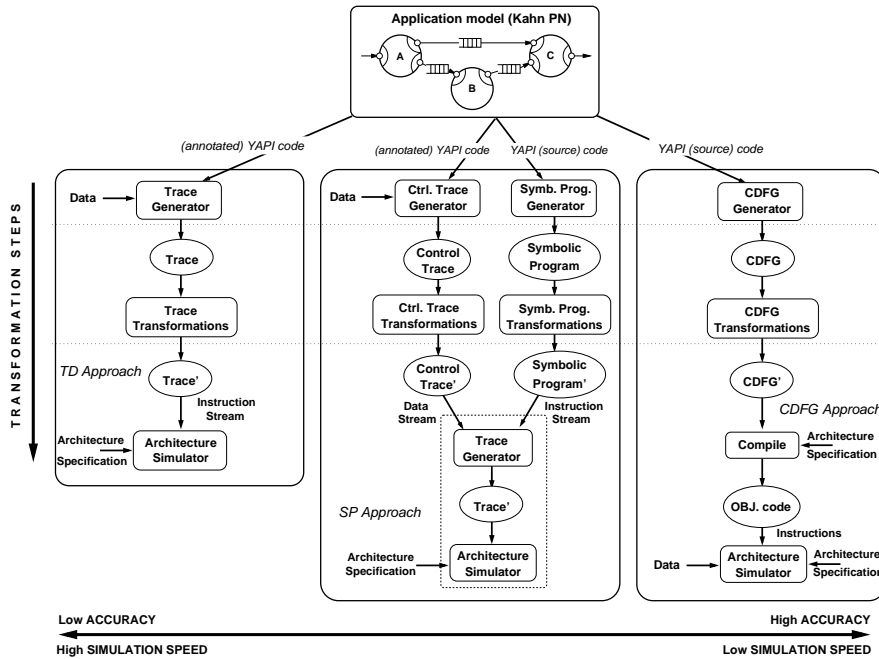 Application model (Kahn PN)
A
C
B
(annotated) YAPI code
(annotated) YAPI code
YAPI (source) code
YAPI (source) code
TRANSFORMATION STEPS
Data
Trace
Generator
Trace
Trace
Transformations
TD Approach
Trace'
Instruction
Stream
Architecture
Specification
Architecture
Simulator
Data
Ctrl. Trace
Generator
Symb. Prog.
Generator
Control
Trace
Symbolic
Program
Ctrl. Trace
Transformations
Symb. Prog.
Transformations
Control
Trace'
Symbolic
Program'
Data
Stream
Instruction
Stream
Trace
Generator
SP Approach
Trace'
Architecture
Specification
Architecture
Simulator
CDFG
Generator
CDFG
CDFG
Transformations
CDFG'
CDFG Approach
Compile
Architecture
Specification
OBJ. code
Instructions
Data
Architecture
Simulator
Architecture
Specification
Low ACCURACY
High ACCURACY
High SIMULATION SPEED
Low SIMULATION SPEED